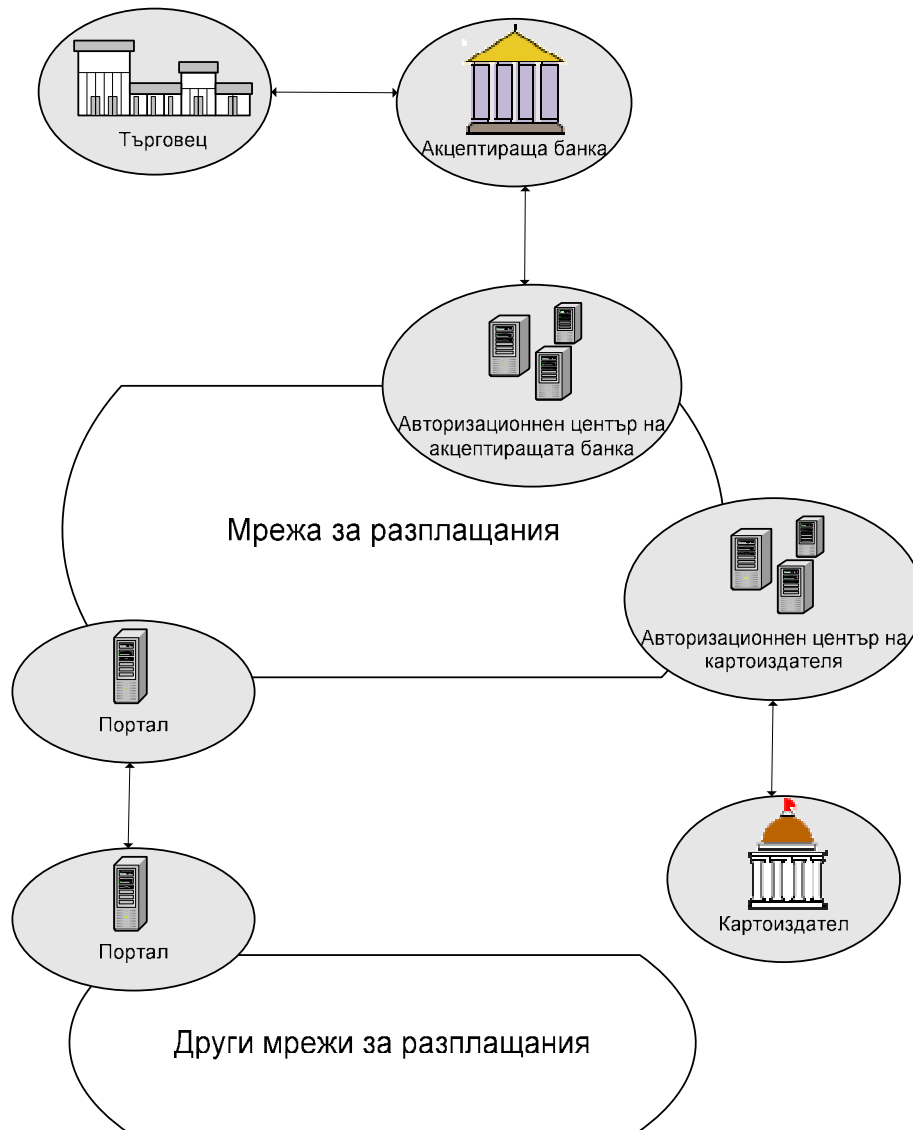 Търговец
Акцептираща банка
Авторизационнен център на
акцептиращата банка
Мрежа за разплащания
Авторизационнен център на
картоиздателя
Портал
Картоиздател
Портал
Други мрежи за разплащания